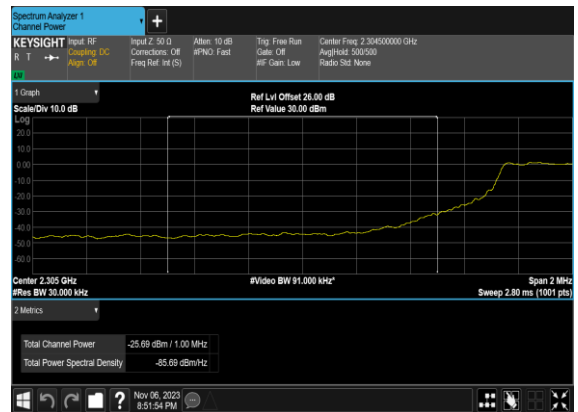 Spectrum Analyzer 1
Channel Power
KEYSIGHT Input: RF Input Z: 50 Ω Atten: 10 dB Trig: Free Run Center Freq: 2.304500000 GHz
R T Coupling: DC Corrections: Off #PNO: Fast Gate: Off Avg|Hold: 500/500
Align: Off Freq Ref: Int (S) #IF Gain: Low Radio Std: None
LW
1 Graph
Ref Lvl Offset 26.00 dB
Scale/Div 10.0 dB Ref Value 30.00 dBm
Log
20.0
10.0
0.00
-10.0
-20.0
-30.0
-40.0
-50.0
-60.0
Center 2.305 GHz #Video BW 91.000 kHz* Span 2 MHz
#Res BW 30.000 kHz Sweep 2.80 ms (1001 pts)
2 Metrics
Total Channel Power -25.69 dBm / 1.00 MHz
Total Power Spectral Density -85.69 dBm/Hz
? Nov 06, 2023
8:51:54 PM